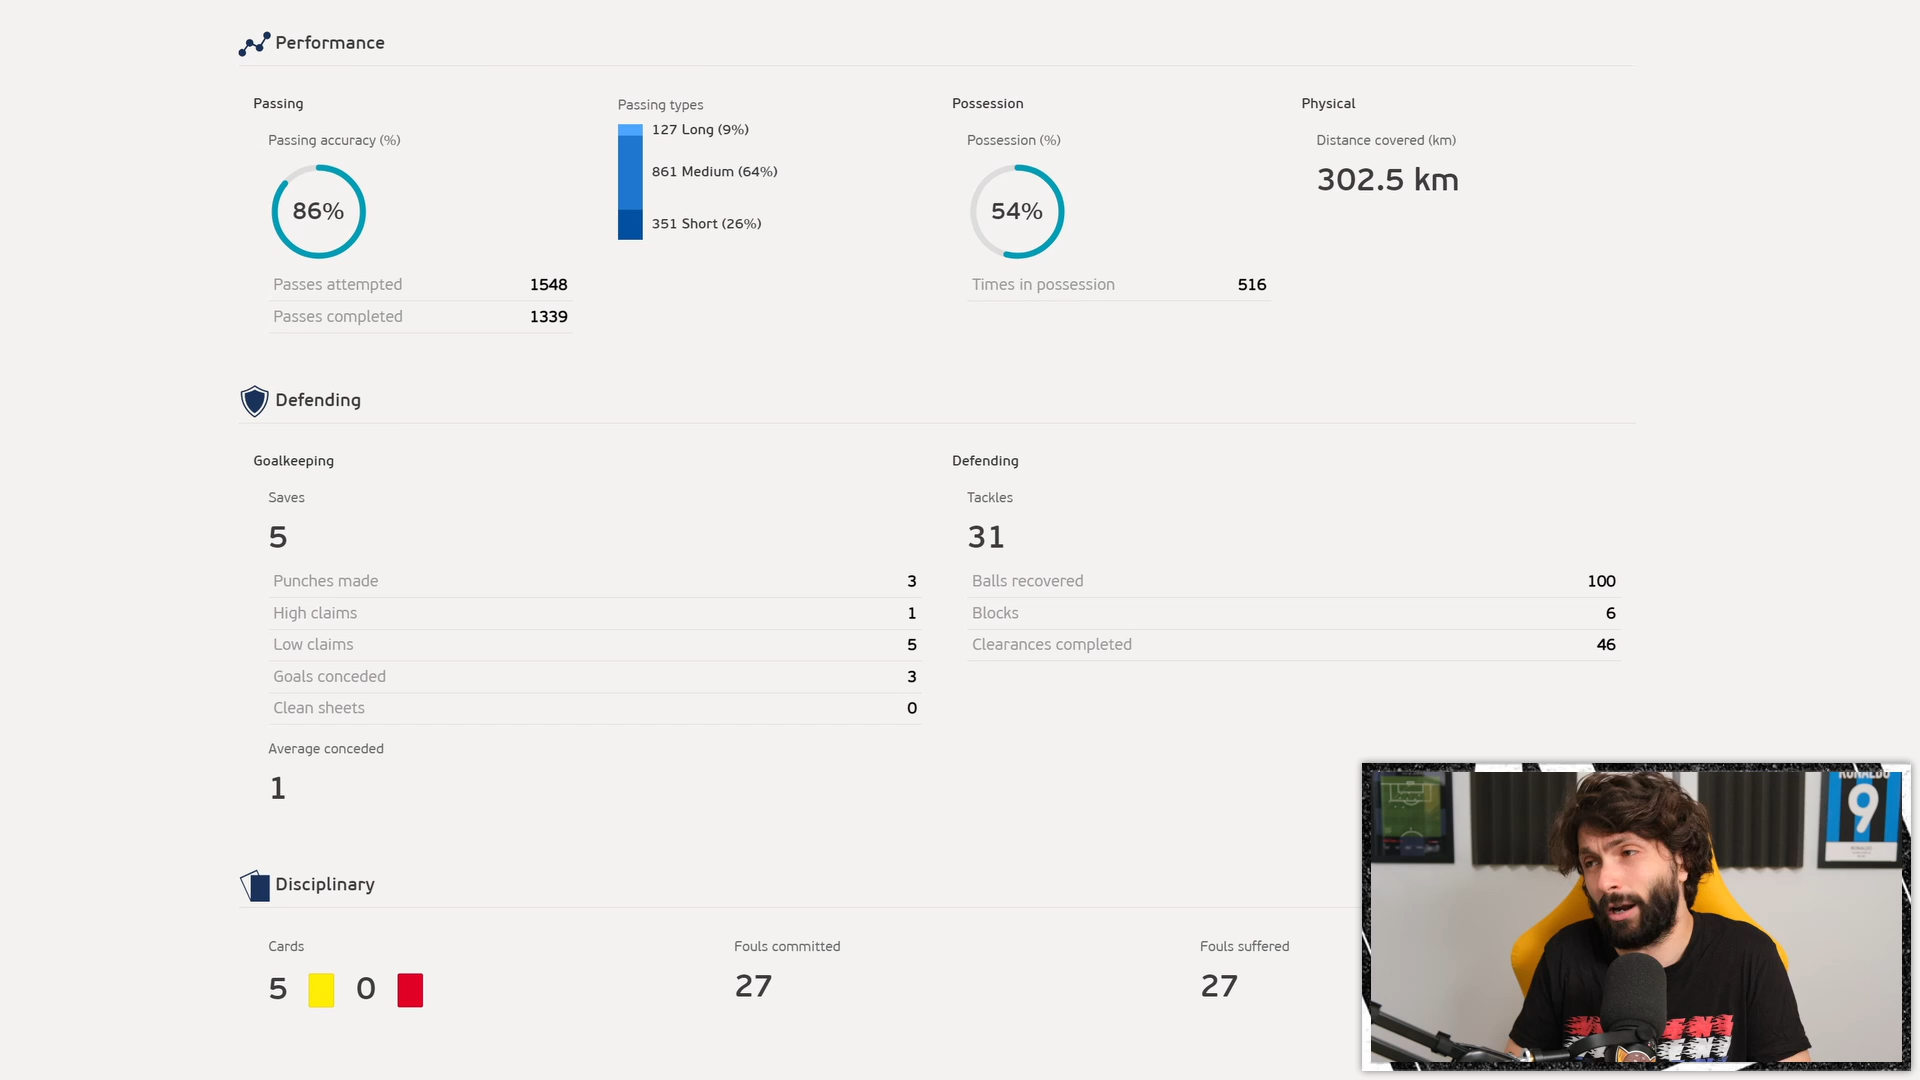 Performance
Passing
Passing accuracy (%)
86%
Passes attempted 1548
Passes completed 1339
Passing types
127 Long (9%)
861 Medium (64%)
351 Short (26%)
Possession
Possession (%)
54%
Times in possession 516
Physical
Distance covered (km)
302.5 km
Defending
Goalkeeping
Saves
5
Punches made 3
High claims 1
Low claims 5
Goals conceded 3
Clean sheets 0
Average conceded
1
Defending
Tackles
31
Balls recovered 100
Blocks 6
Clearances completed 46
Disciplinary
Cards
5 0
Fouls committed
27
Fouls suffered
27
RONALDO
9
RONALDO